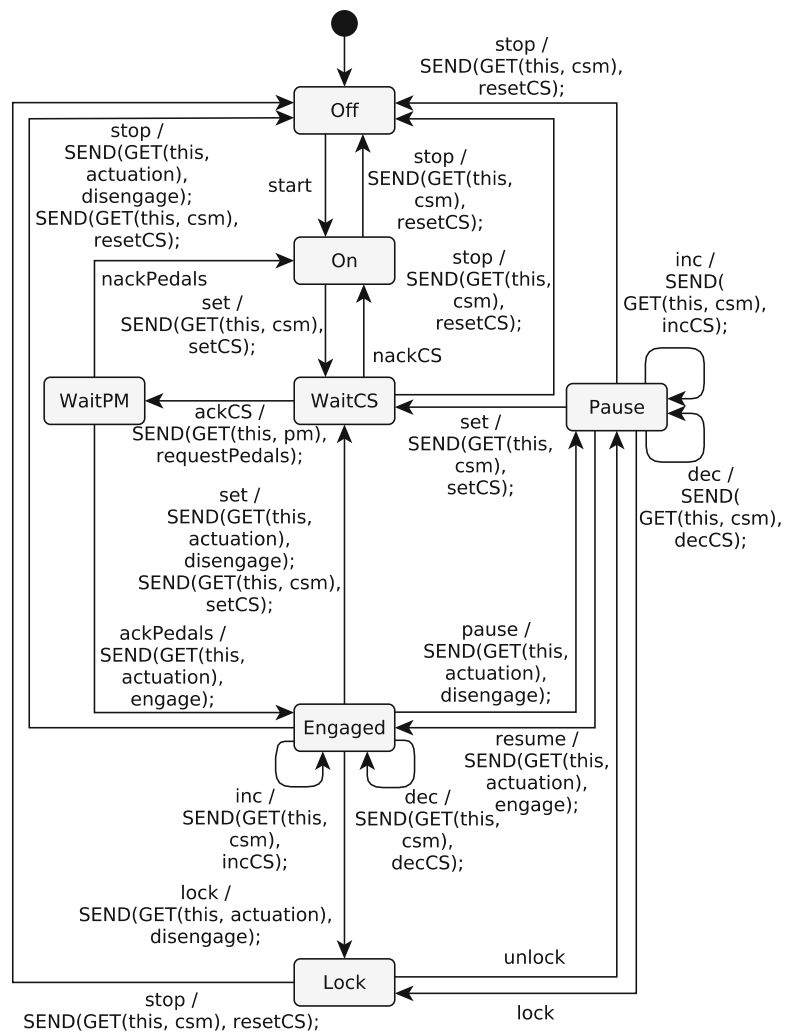 stop /
SEND(GET(this, csm),
resetCS);
Off
stop /
SEND(GET(this,
actuation),
disengage);
SEND(GET(this, csm),
resetCS);
start
stop /
SEND(GET(this,
csm),
resetCS);
On
nackPedals
set /
SEND(GET(this, csm),
setCS);
stop /
SEND(GET(this,
csm),
resetCS);
nackCS
inc /
SEND(
GET(this, csm),
incCS);
WaitPM
WaitCS
Pause
ackCS /
SEND(GET(this, pm),
requestPedals);
set /
SEND(GET(this,
csm),
setCS);
dec /
SEND(
GET(this, csm),
decCS);
set /
SEND(GET(this,
actuation),
disengage);
SEND(GET(this, csm),
setCS);
ackPedals /
SEND(GET(this,
actuation),
engage);
pause /
SEND(GET(this,
actuation),
disengage);
Engaged
resume /
SEND(GET(this,
actuation),
engage);
inc /
SEND(GET(this,
csm),
incCS);
dec /
SEND(GET(this,
csm),
decCS);
lock /
SEND(GET(this, actuation),
disengage);
unlock
Lock
lock
stop /
SEND(GET(this, csm), resetCS);